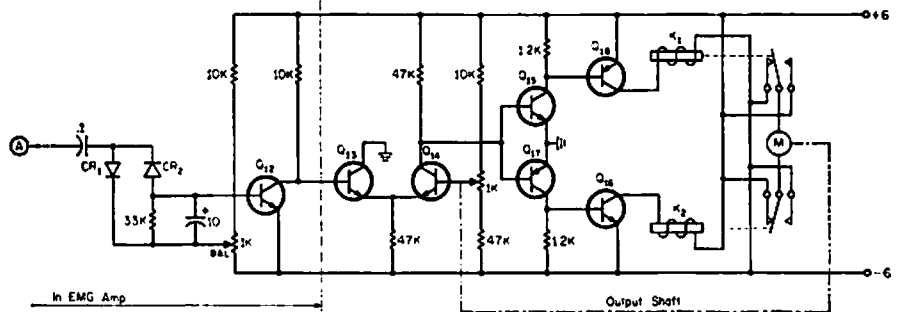 +6
K₁
Q₁₈
12K
10K
10K
47K
10K
Q₁₅
A
.2
CR₁
CR₂
Q₁₂
Q₁₃
Q₁₄
Q₁₇
M
1K
Q₁₆
33K
+
10
K₂
1K
BAL
47K
47K
12K
-6
In EMG Amp
Output Shaft